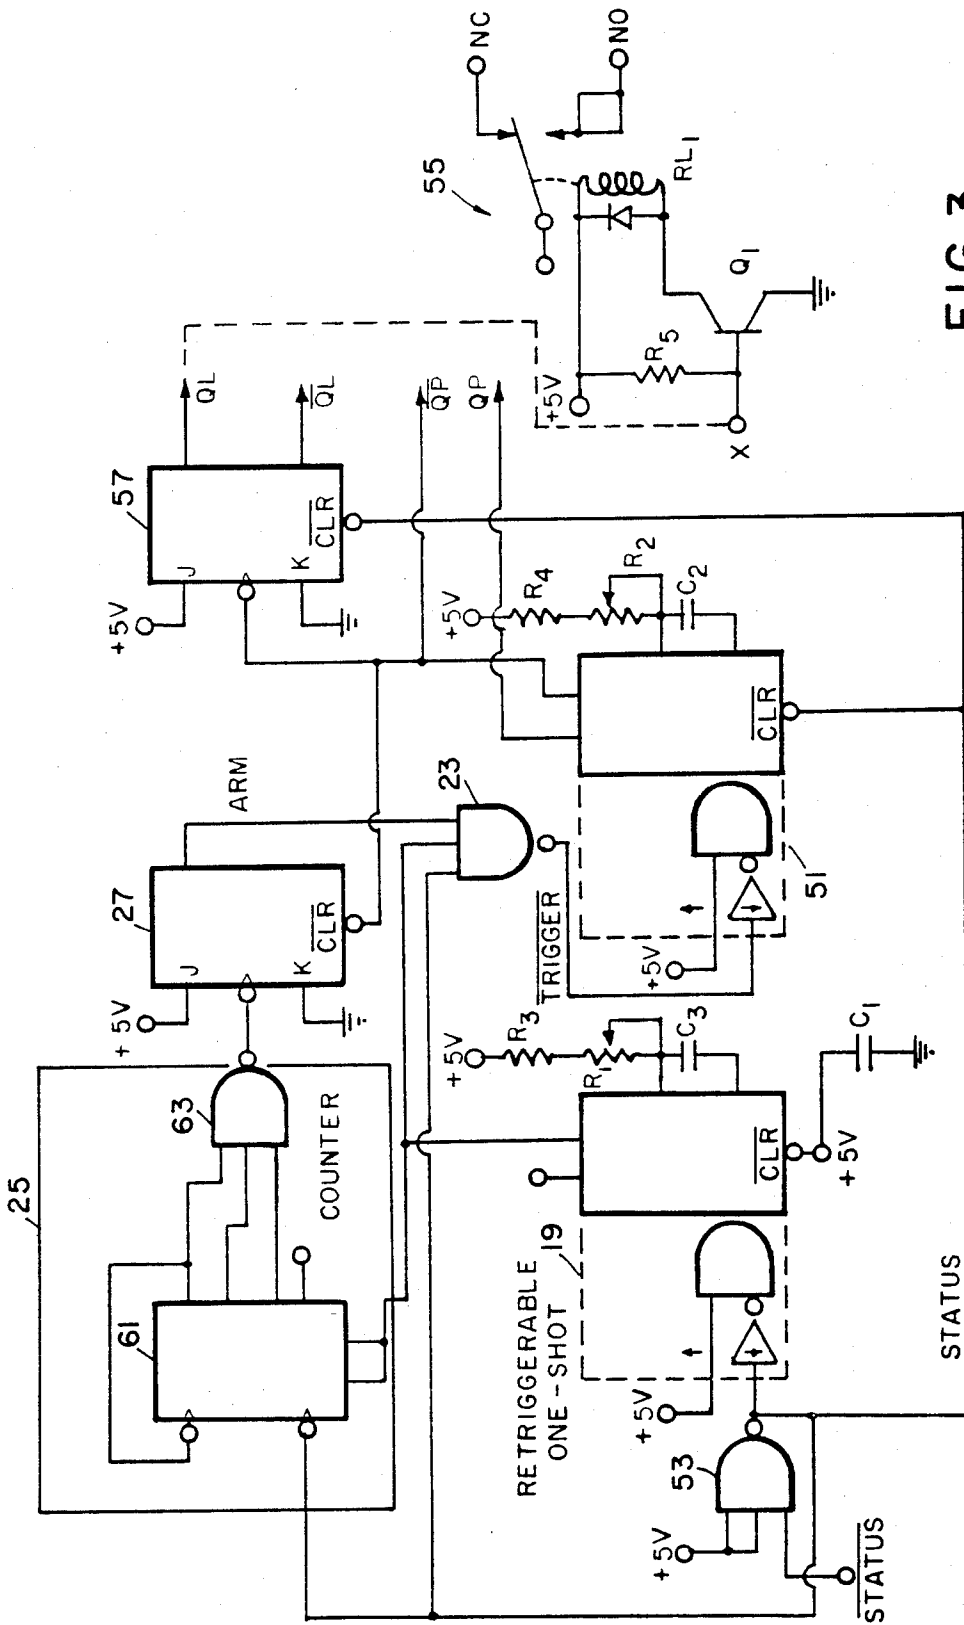 25
61
63
COUNTER
+5V
J
K
CLR
27
ARM
+5V
J
K
CLR
57
QL
QL
QP
QP
55
NC
NO
RL1
RETRIGGERABLE
ONE-SHOT
19
+5V
53
+5V
STATUS
CLR
+5V
R3
R1
C3
+5V
C1
TRIGGER
23
+5V
51
CLR
+5V
R4
R2
C2
+5V
R5
X
Q1
STATUS
FIG 3